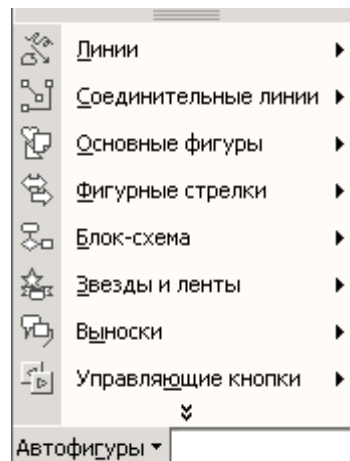 Линии
Соединительные линии
Основные фигуры
Фигурные стрелки
Блок-схема
Звезды и ленты
Выноски
Управляющие кнопки
Автофигуры